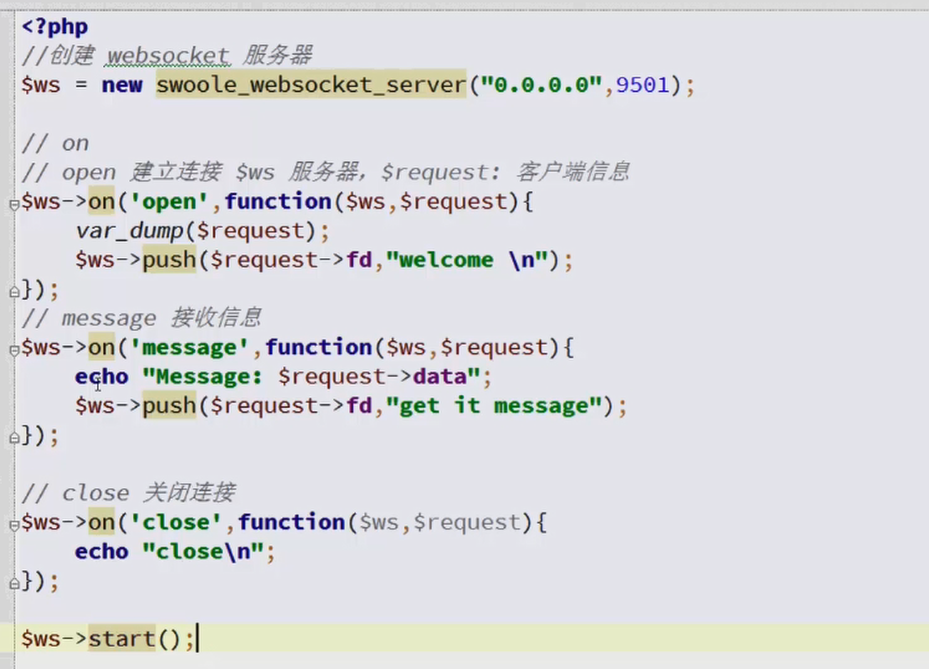 <?php
//创建 websocket 服务器
$ws = new swoole_websocket_server("0.0.0.0",9501);
// on
// open 建立连接 $ws 服务器，$request: 客户端信息
$ws->on('open',function($ws,$request){
    var_dump($request);
    $ws->push($request->fd,"welcome \n");
});
// message 接收信息
$ws->on('message',function($ws,$request){
    echo "Message: $request->data";
    $ws->push($request->fd,"get it message");
});
// close 关闭连接
$ws->on('close',function($ws,$request){
    echo "close\n";
});
$ws->start();